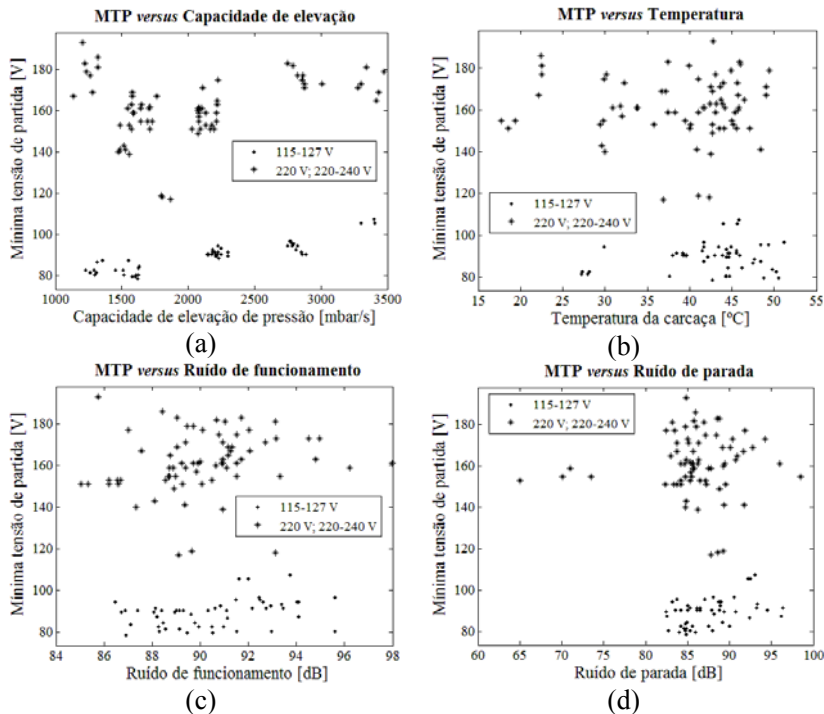 MTP versus Capacidade de elevação
Mínima tensão de partida [V]
180
160
140
120
100
80
115-127 V
220 V; 220-240 V
1000 1500 2000 2500 3000 3500
Capacidade de elevação de pressão [mbar/s]
(a)
MTP versus Temperatura
Mínima tensão de partida [V]
180
160
140
120
100
80
115-127 V
220 V; 220-240 V
15 20 25 30 35 40 45 50 55
Temperatura da carcaça [ºC]
(b)
MTP versus Ruído de funcionamento
Mínima tensão de partida [V]
180
160
140
120
100
80
115-127 V
220 V; 220-240 V
84 86 88 90 92 94 96 98
Ruído de funcionamento [dB]
(c)
MTP versus Ruído de parada
Mínima tensão de partida [V]
180
160
140
120
100
80
115-127 V
220 V; 220-240 V
60 65 70 75 80 85 90 95 100
Ruído de parada [dB]
(d)